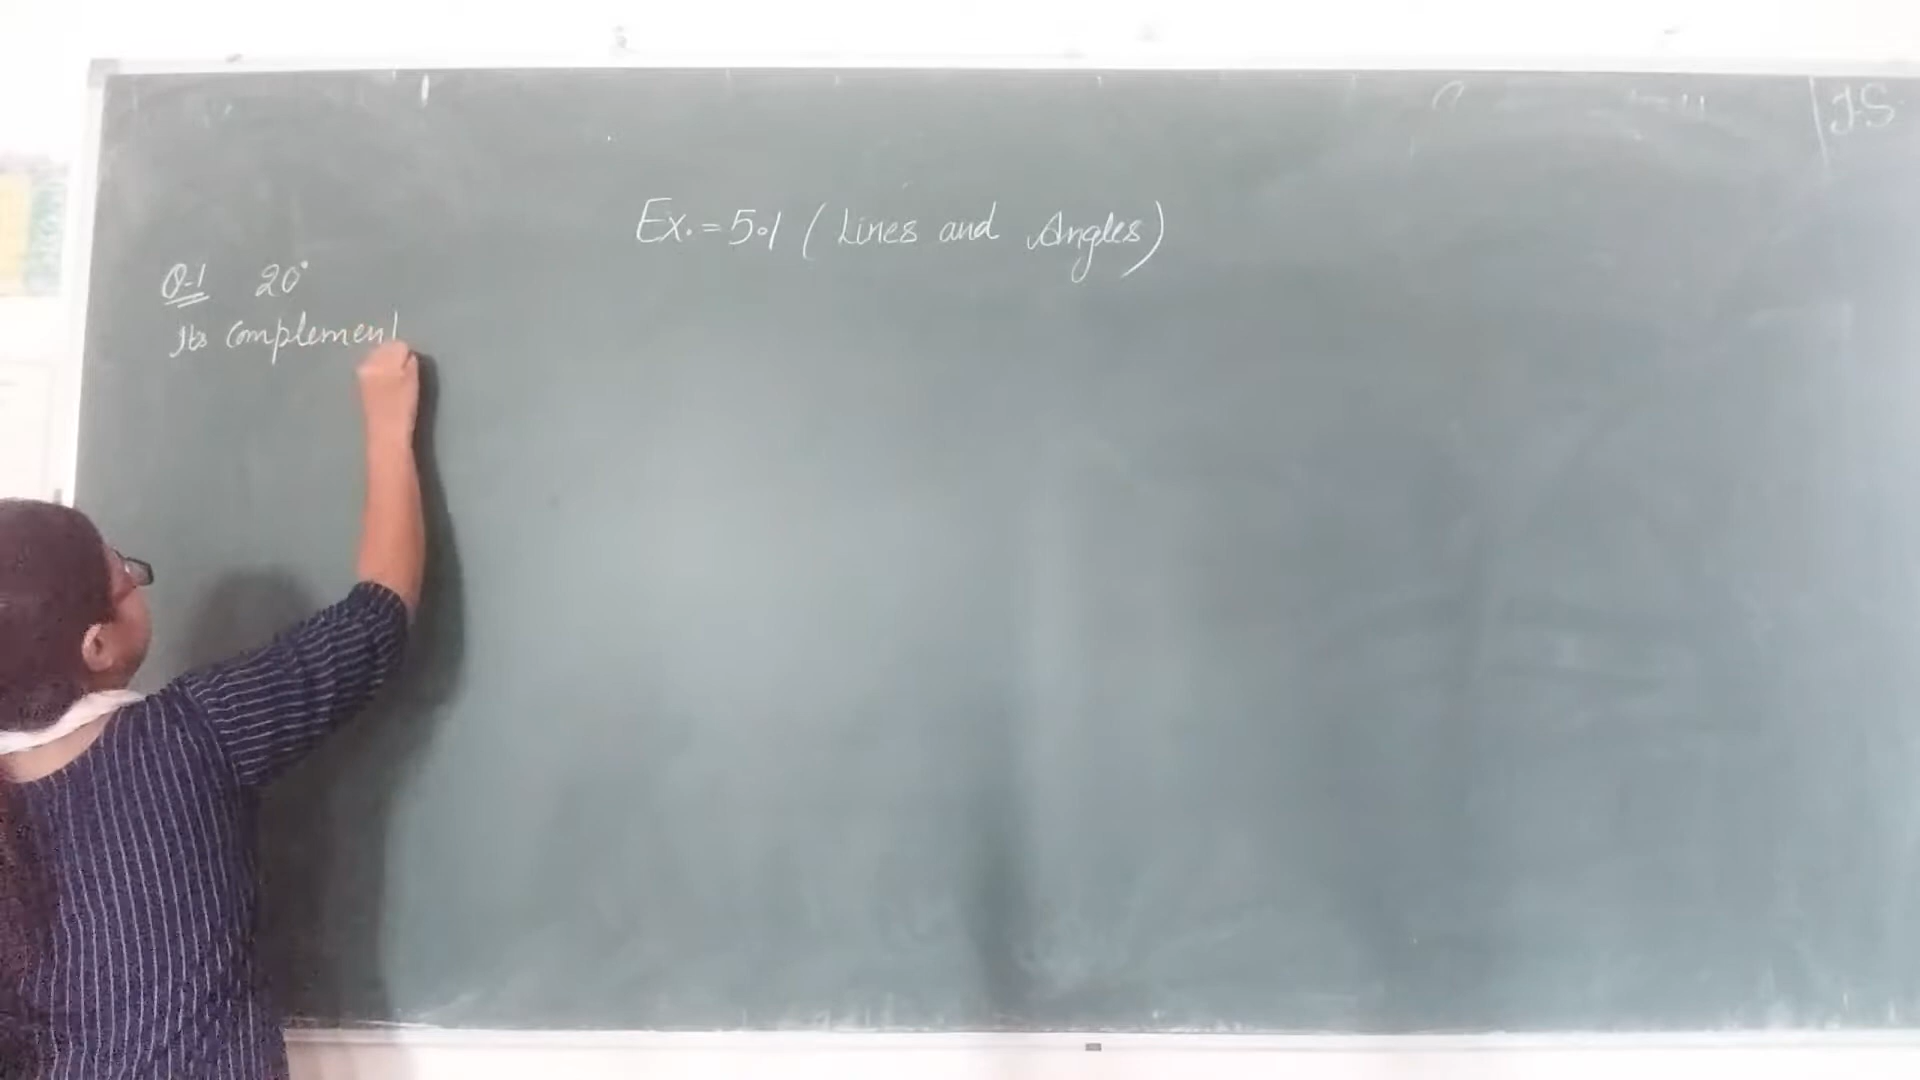 Ex. = 5.1 (Lines and Angles)
Q-1 20°
Its complement
J.S.